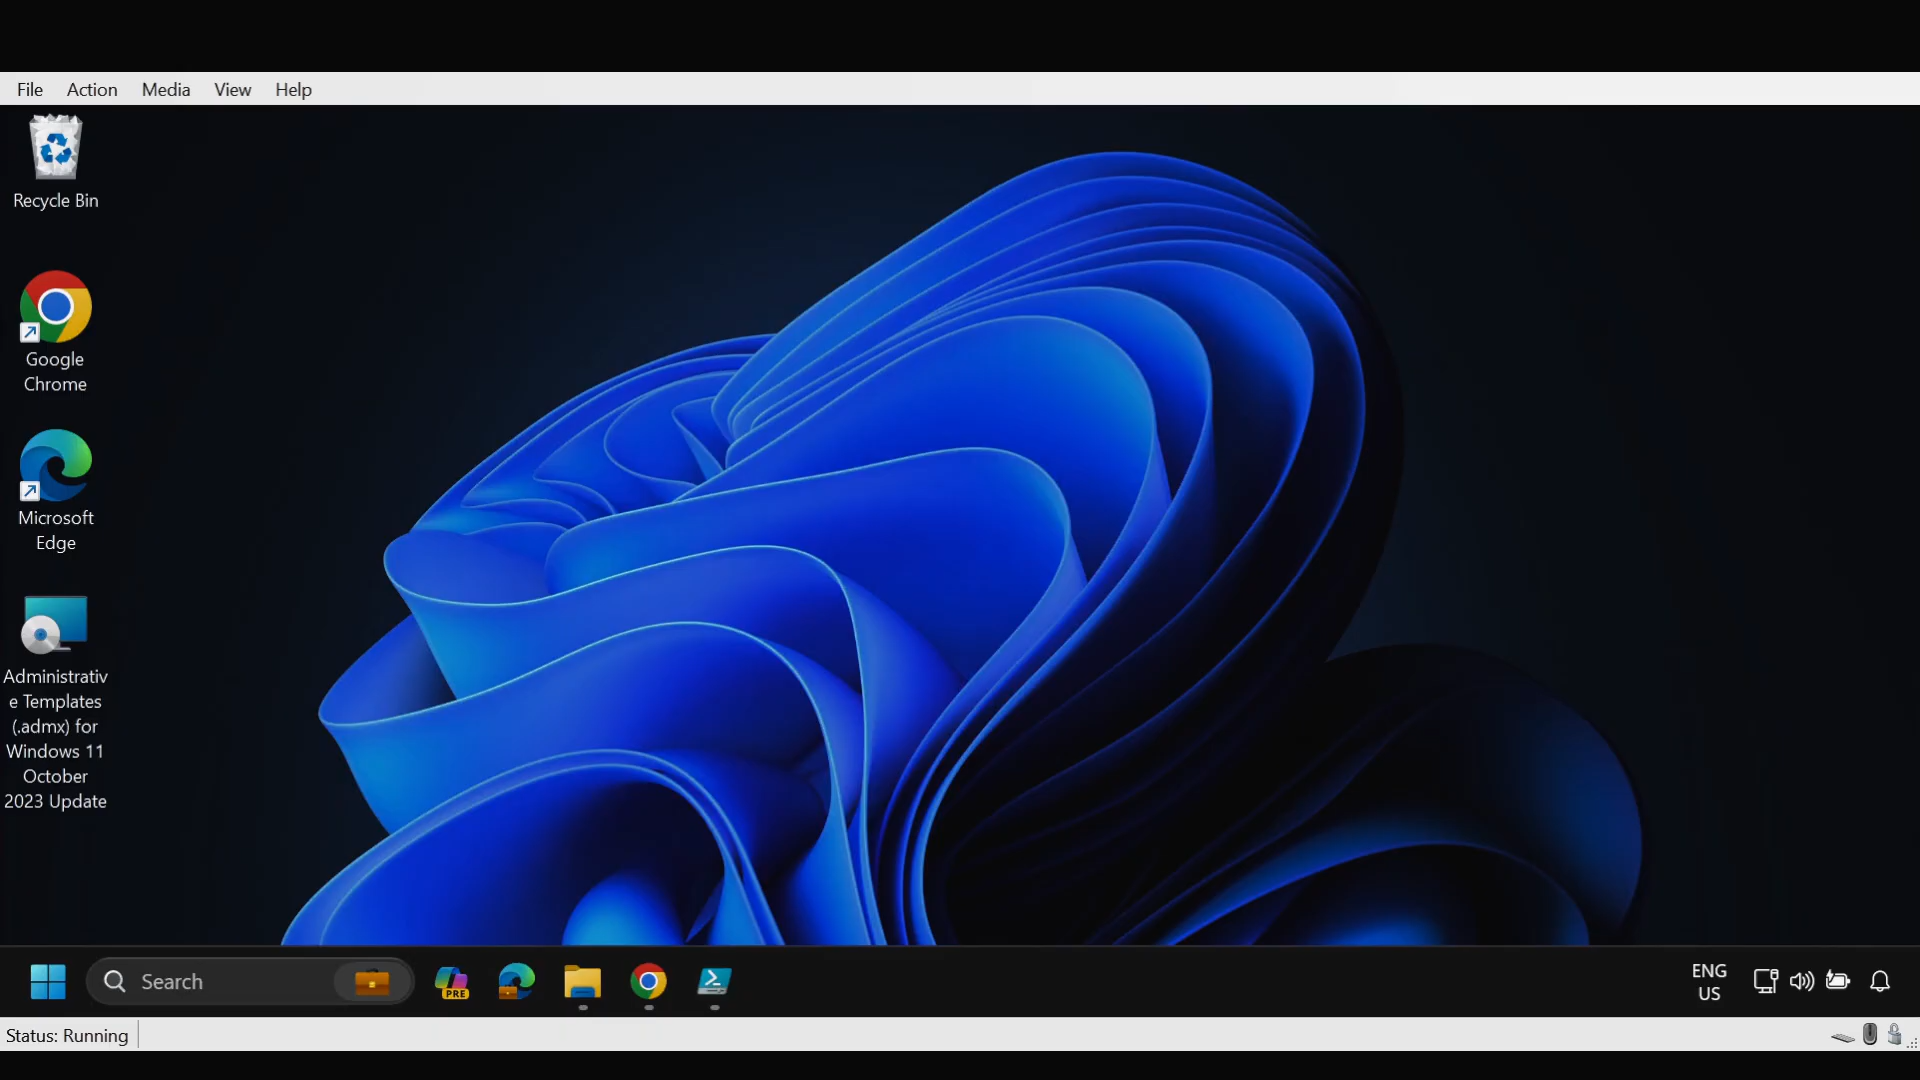 File Action Media View Help
Recycle Bin
Google
Chrome
Microsoft
Edge
Administrativ
e Templates
(.admx) for
Windows 11
October
2023 Update
Search
PRE
ENG
US
Status: Running